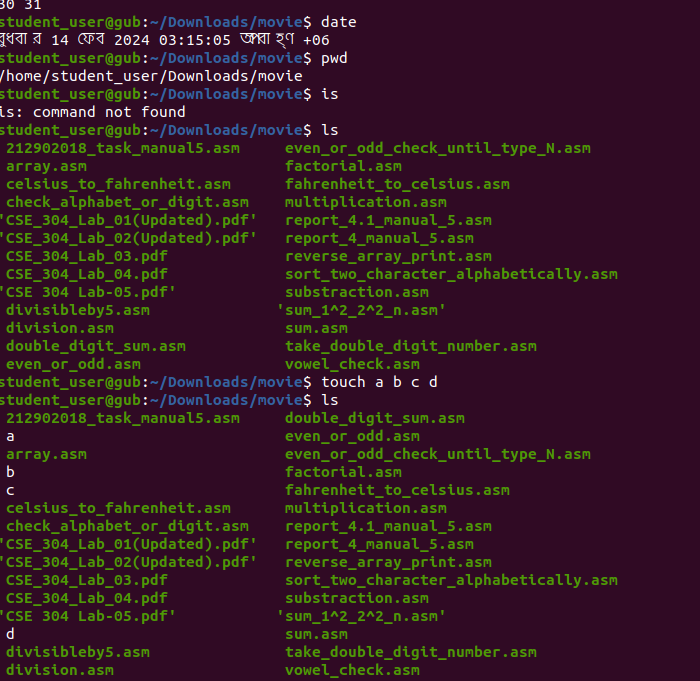 30 31
student_user@gub:~/Downloads/movie$ date
বুধবার 14 ফেব 2024 03:15:05 অপরাহ্ণ +06
student_user@gub:~/Downloads/movie$ pwd
/home/student_user/Downloads/movie
student_user@gub:~/Downloads/movie$ is
is: command not found
student_user@gub:~/Downloads/movie$ ls
212902018_task_manual5.asm even_or_odd_check_until_type_N.asm
array.asm factorial.asm
celsius_to_fahrenheit.asm fahrenheit_to_celsius.asm
check_alphabet_or_digit.asm multiplication.asm
'CSE_304_Lab_01(Updated).pdf' report_4.1_manual_5.asm
'CSE_304_Lab_02(Updated).pdf' report_4_manual_5.asm
CSE_304_Lab_03.pdf reverse_array_print.asm
CSE_304_Lab_04.pdf sort_two_character_alphabetically.asm
'CSE 304 Lab-05.pdf' substraction.asm
divisibleby5.asm 'sum_1^2_2^2_n.asm'
division.asm sum.asm
double_digit_sum.asm take_double_digit_number.asm
even_or_odd.asm vowel_check.asm
student_user@gub:~/Downloads/movie$ touch a b c d
student_user@gub:~/Downloads/movie$ ls
212902018_task_manual5.asm double_digit_sum.asm
a even_or_odd.asm
array.asm even_or_odd_check_until_type_N.asm
b factorial.asm
c fahrenheit_to_celsius.asm
celsius_to_fahrenheit.asm multiplication.asm
check_alphabet_or_digit.asm report_4.1_manual_5.asm
'CSE_304_Lab_01(Updated).pdf' report_4_manual_5.asm
'CSE_304_Lab_02(Updated).pdf' reverse_array_print.asm
CSE_304_Lab_03.pdf sort_two_character_alphabetically.asm
CSE_304_Lab_04.pdf substraction.asm
'CSE 304 Lab-05.pdf' 'sum_1^2_2^2_n.asm'
d sum.asm
divisibleby5.asm take_double_digit_number.asm
division.asm vowel_check.asm